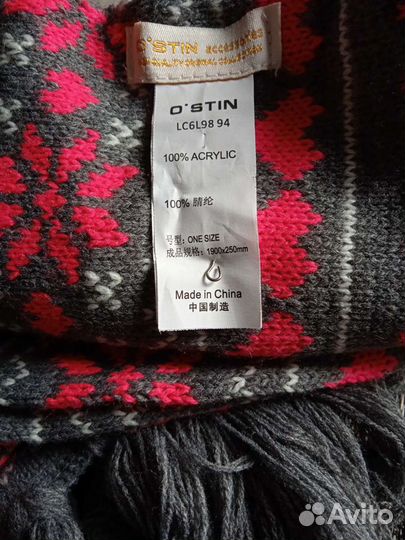 O'STIN accessories
O'STIN
LC6L98 94
100% ACRYLIC
100% 腈纶
号型: ONE SIZE
成品规格: 1900x250mm
Made in China
中国制造
Avito